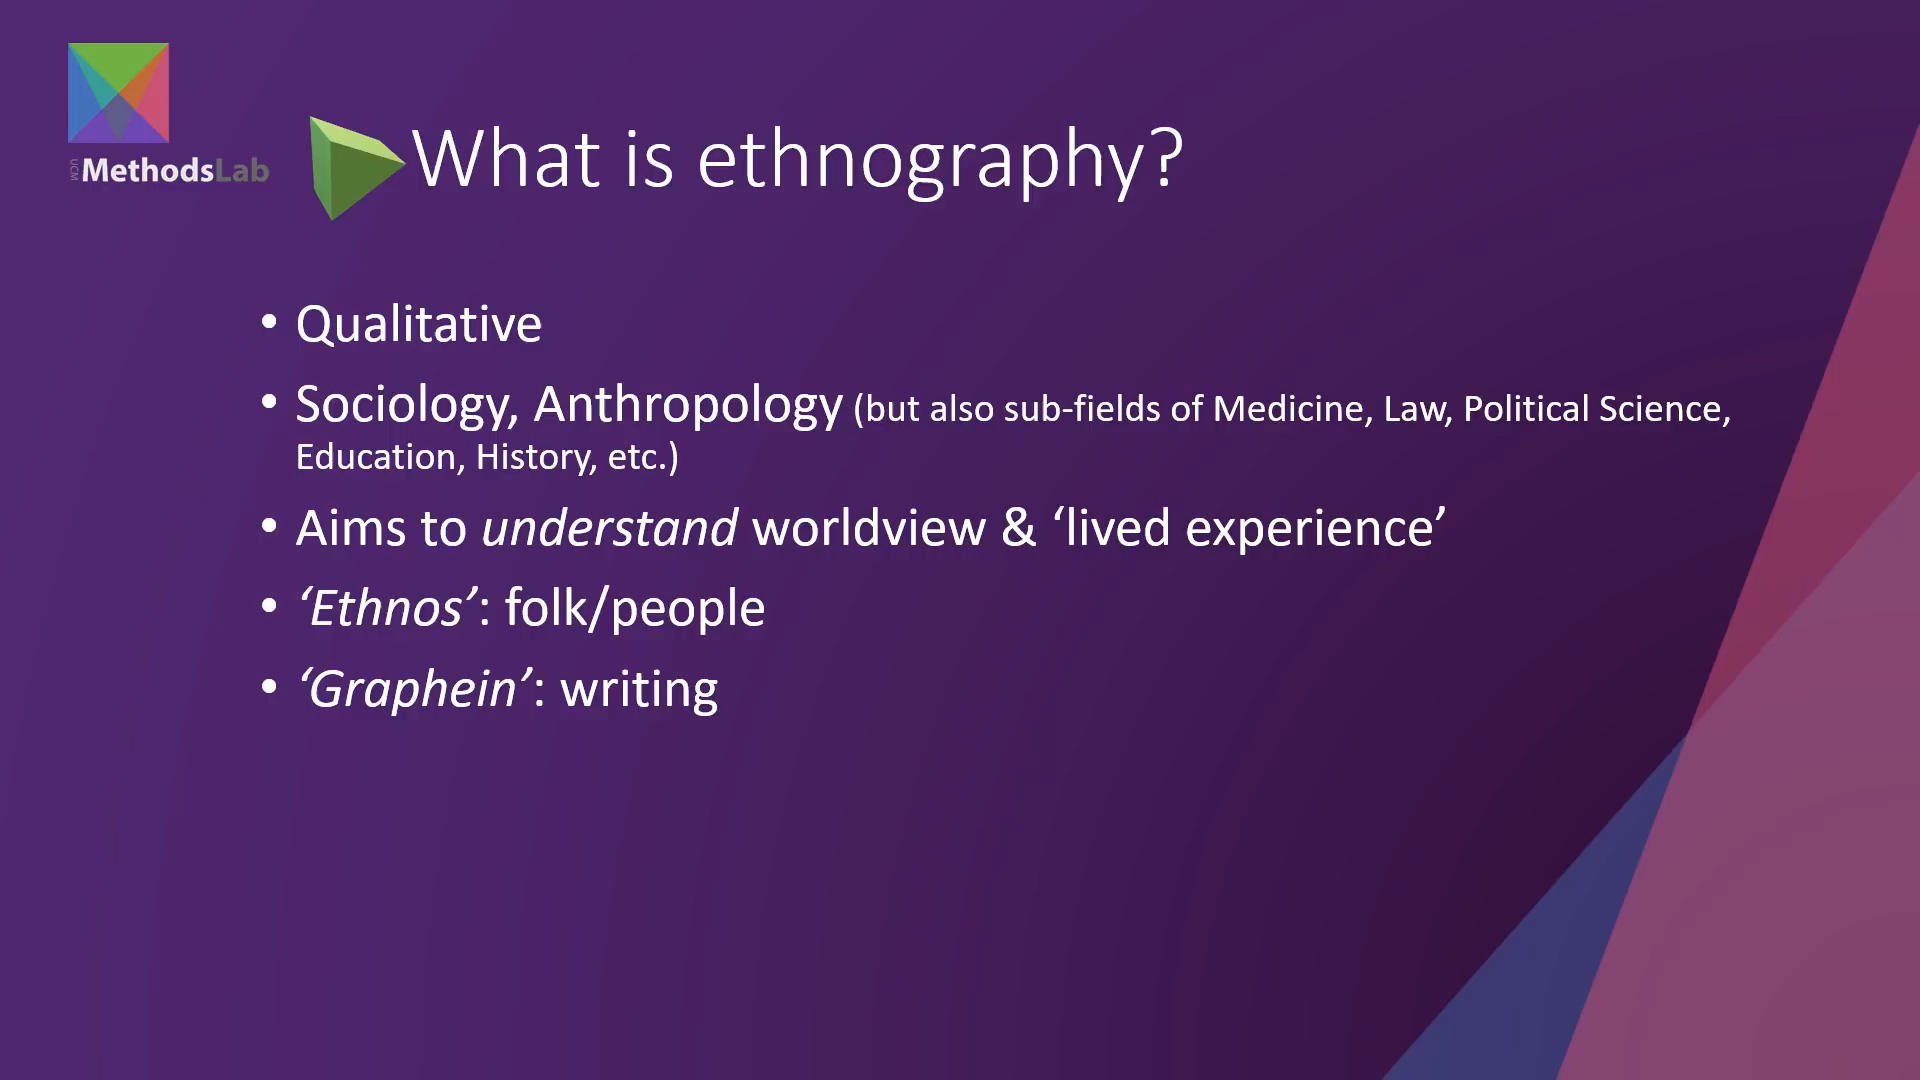 UCM MethodsLab
What is ethnography?
• Qualitative
• Sociology, Anthropology (but also sub-fields of Medicine, Law, Political Science,
Education, History, etc.)
• Aims to understand worldview & ‘lived experience’
• ‘Ethnos’: folk/people
• ‘Graphein’: writing